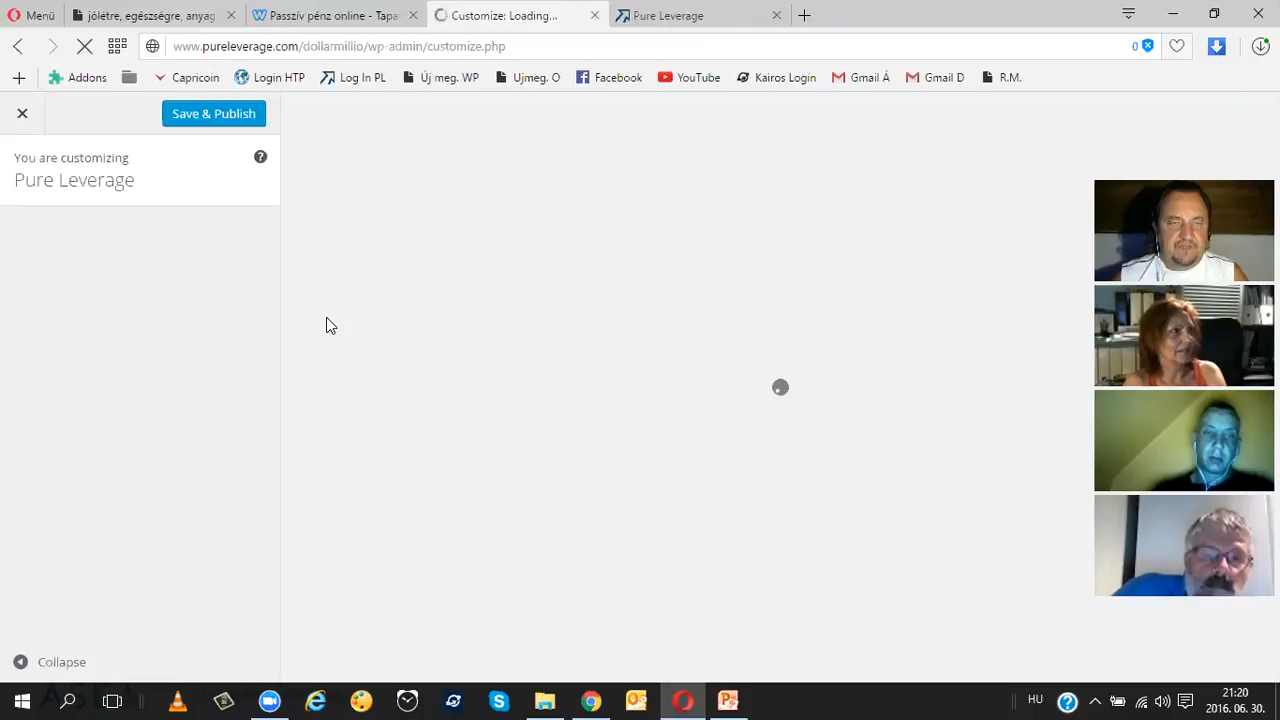 Menü
jólétre, egészségre, anyag
Passzív pénz online - Tapa
Customize: Loading...
Pure Leverage
www.pureleverage.com/dollarmillio/wp-admin/customize.php
0
Addons
Capricoin
Login HTP
Log In PL
Új meg. WP
Ujmeg. O
Facebook
YouTube
Kairos Login
Gmail Á
Gmail D
R.M.
Save & Publish
You are customizing
Pure Leverage
Collapse
HU
21:20
2016. 06. 30.